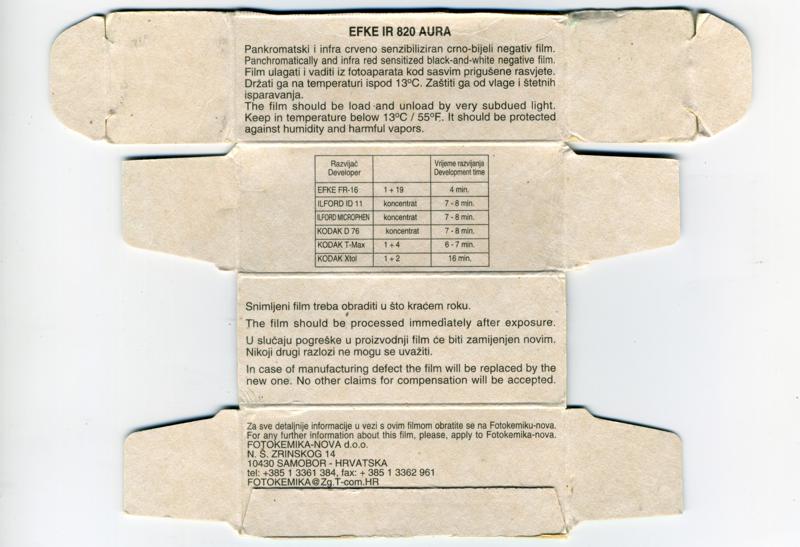 EFKE IR 820 AURA
Pankromatski i infra crveno senzibiliziran crno-bijeli negativ film.
Panchromatically and infra red sensitized black-and-white negative film.
Film ulagati i vaditi iz fotoaparata kod sasvim prigušene rasvjete.
Držati ga na temperaturi ispod 13ºC. Zaštiti ga od vlage i štetnih
isparavanja.
The film should be load and unload by very subdued light.
Keep in temperature below 13ºC / 55ºF. It should be protected
against humidity and harmful vapors.
Razvijač Vrijeme razvijanja
Developer Development time
EFKE FR-16 1 + 19 4 min.
ILFORD ID 11 koncentrat 7 - 8 min.
ILFORD MICROPHEN koncentrat 7 - 8 min.
KODAK D 76 koncentrat 7 - 8 min.
KODAK T-Max 1 + 4 6 - 7 min.
KODAK Xtol 1 + 2 16 min.
Snimljeni film treba obraditi u što kraćem roku.
The film should be processed immediately after exposure.
U slučaju pogreške u proizvodnji film će biti zamijenjen novim.
Nikoji drugi razlozi ne mogu se uvažiti.
In case of manufacturing defect the film will be replaced by the
new one. No other claims for compensation will be accepted.
Za sve detaljnije informacije u vezi s ovim filmom obratite se na Fotokemiku-nova.
For any further information about this film, please, apply to Fotokemika-nova.
FOTOKEMIKA-NOVA d.o.o.
N. Š. ZRINSKOG 14
10430 SAMOBOR - HRVATSKA
tel: +385 1 3361 384, fax: + 385 1 3362 961
FOTOKEMIKA@Zg.T-com.HR